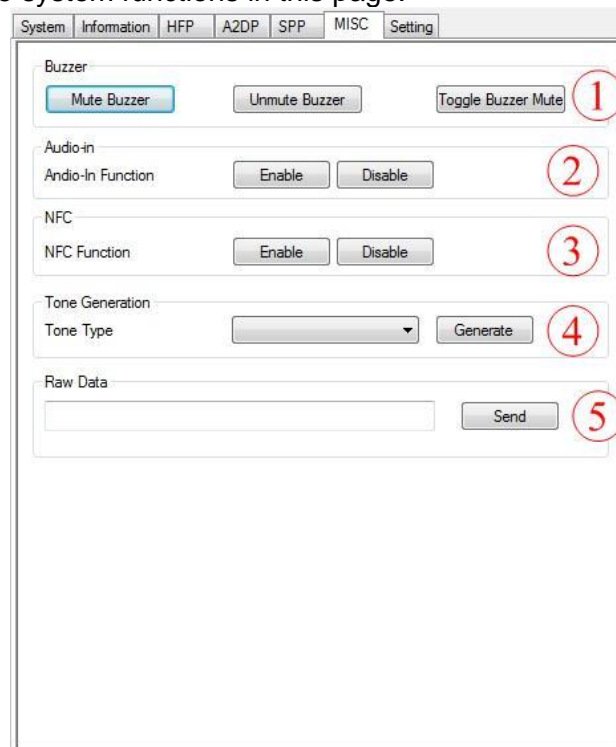 system functions in this page.
System Information HFP A2DP SPP MISC Setting
Buzzer
Mute Buzzer Unmute Buzzer Toggle Buzzer Mute 1
Audio-in
Andio-In Function Enable Disable 2
NFC
NFC Function Enable Disable 3
Tone Generation
Tone Type Generate 4
Raw Data
Send 5